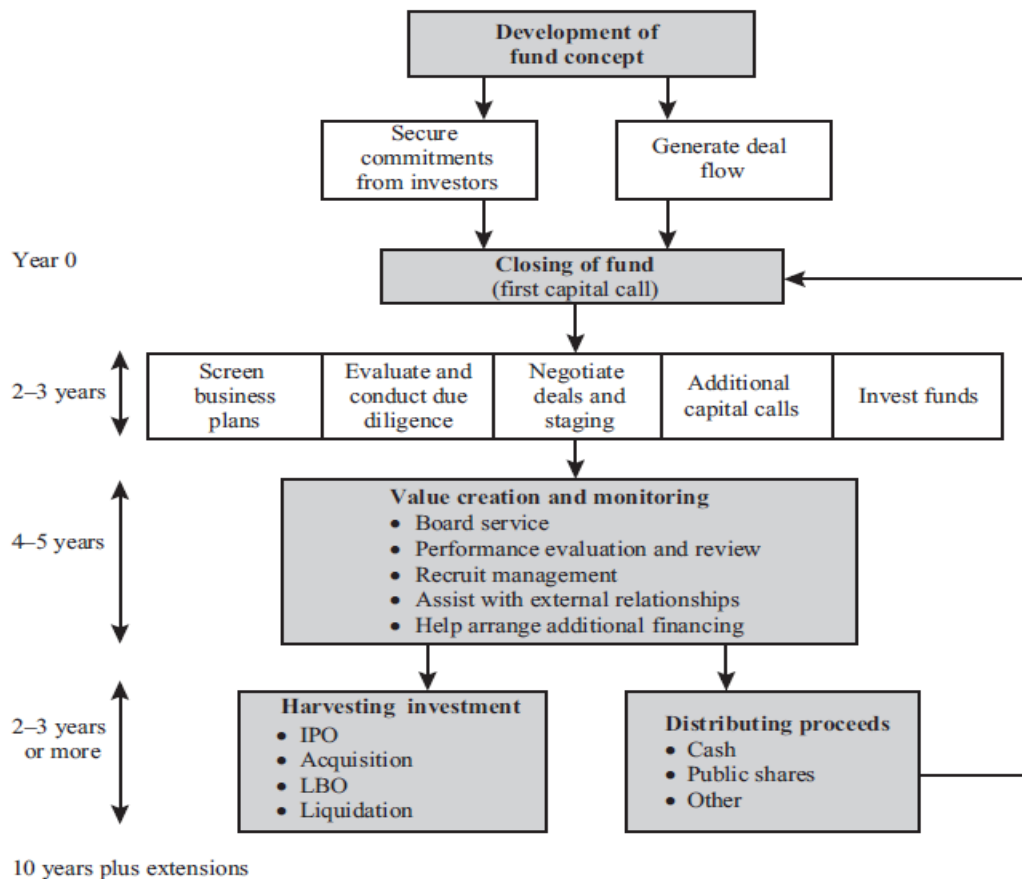 Development of
fund concept
Secure
commitments
from investors
Generate deal
flow
Year 0
Closing of fund
(first capital call)
2–3 years
Screen
business
plans
Evaluate and
conduct due
diligence
Negotiate
deals and
staging
Additional
capital calls
Invest funds
4–5 years
Value creation and monitoring
• Board service
• Performance evaluation and review
• Recruit management
• Assist with external relationships
• Help arrange additional financing
2–3 years
or more
Harvesting investment
• IPO
• Acquisition
• LBO
• Liquidation
Distributing proceeds
• Cash
• Public shares
• Other
10 years plus extensions